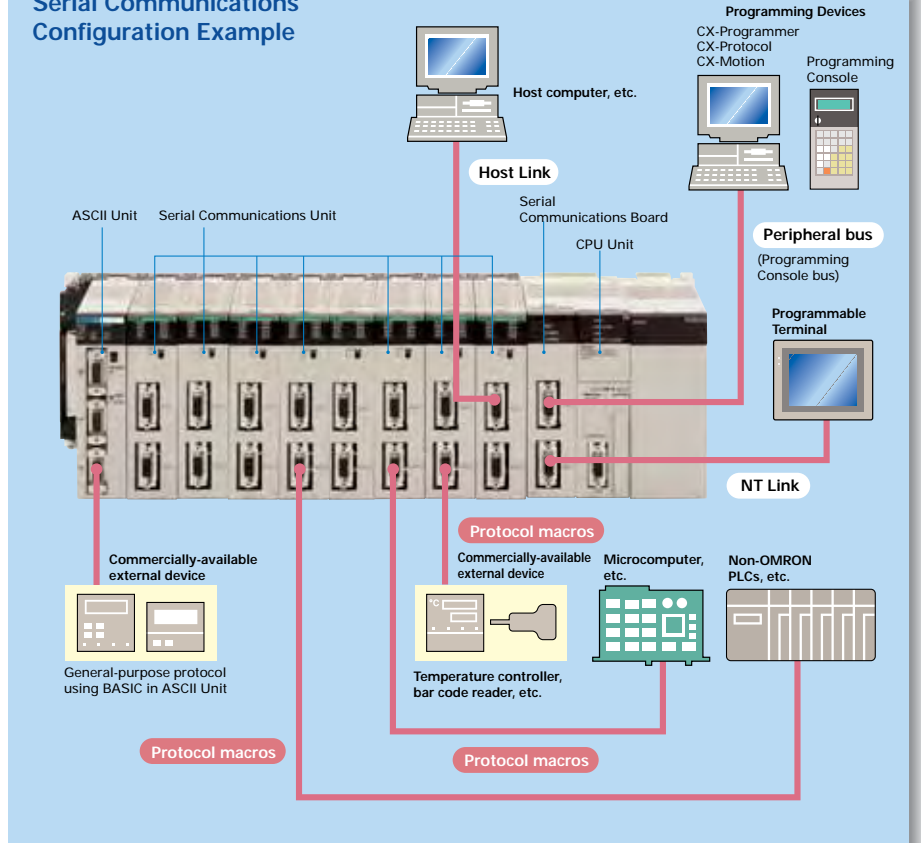 Serial Communications
Configuration Example
Programming Devices
CX-Programmer
CX-Protocol
CX-Motion
Programming
Console
Host computer, etc.
Host Link
ASCII Unit
Serial Communications Unit
Serial
Communications Board
CPU Unit
Peripheral bus
(Programming
Console bus)
Programmable
Terminal
NT Link
Protocol macros
Commercially-available
external device
General-purpose protocol
using BASIC in ASCII Unit
Commercially-available
external device
°C
Temperature controller,
bar code reader, etc.
Microcomputer,
etc.
Non-OMRON
PLCs, etc.
Protocol macros
Protocol macros